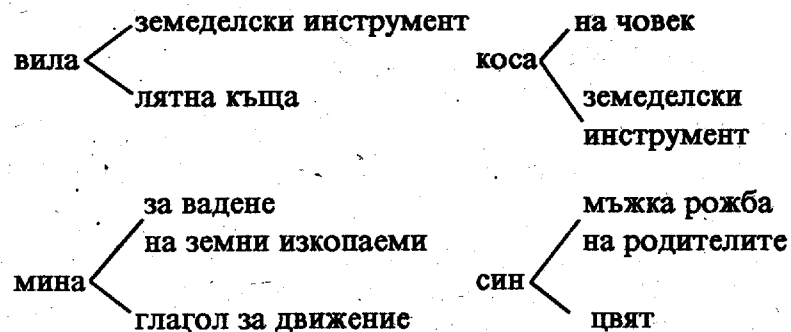 земеделски инструмент
вила
лятна къща
на човек
коса
земеделски
инструмент
за вадене
на земни изкопаеми
мина
глагол за движение
мъжка рожба
на родителите
син
цвят